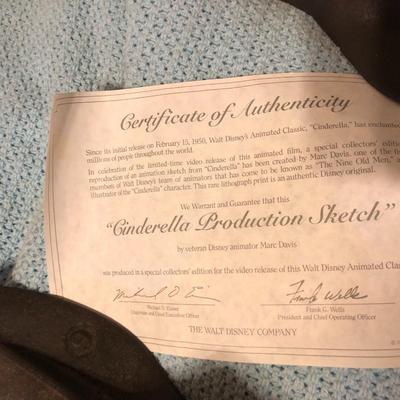 Certificate of Authenticity
Since its initial release on February 15, 1950, Walt Disney's Animated Classic, "Cinderella," has enchanted
millions of people throughout the world.
In celebration of the limited-time video release of this animated film, a special collectors' edition
reproduction of an animation sketch from "Cinderella" has been created by Marc Davis, one of the
members of Walt's team of animators that has come to be known as "The Nine Old Men," a
illustrator of the "Cinderella" character. This rare lithograph print is an authentic Disney original.
We Warrant and Guarantee that this
"Cinderella Production Sketch"
by veteran Disney animator Marc Davis
was produced in a special collectors' edition for the video release of this Walt Disney Animated Clas
Michael D. Eisner
Chairman and Chief Executive Officer
Frank Wells
Frank G. Wells
President and Chief Operating Officer
THE WALT DISNEY COMPANY
©